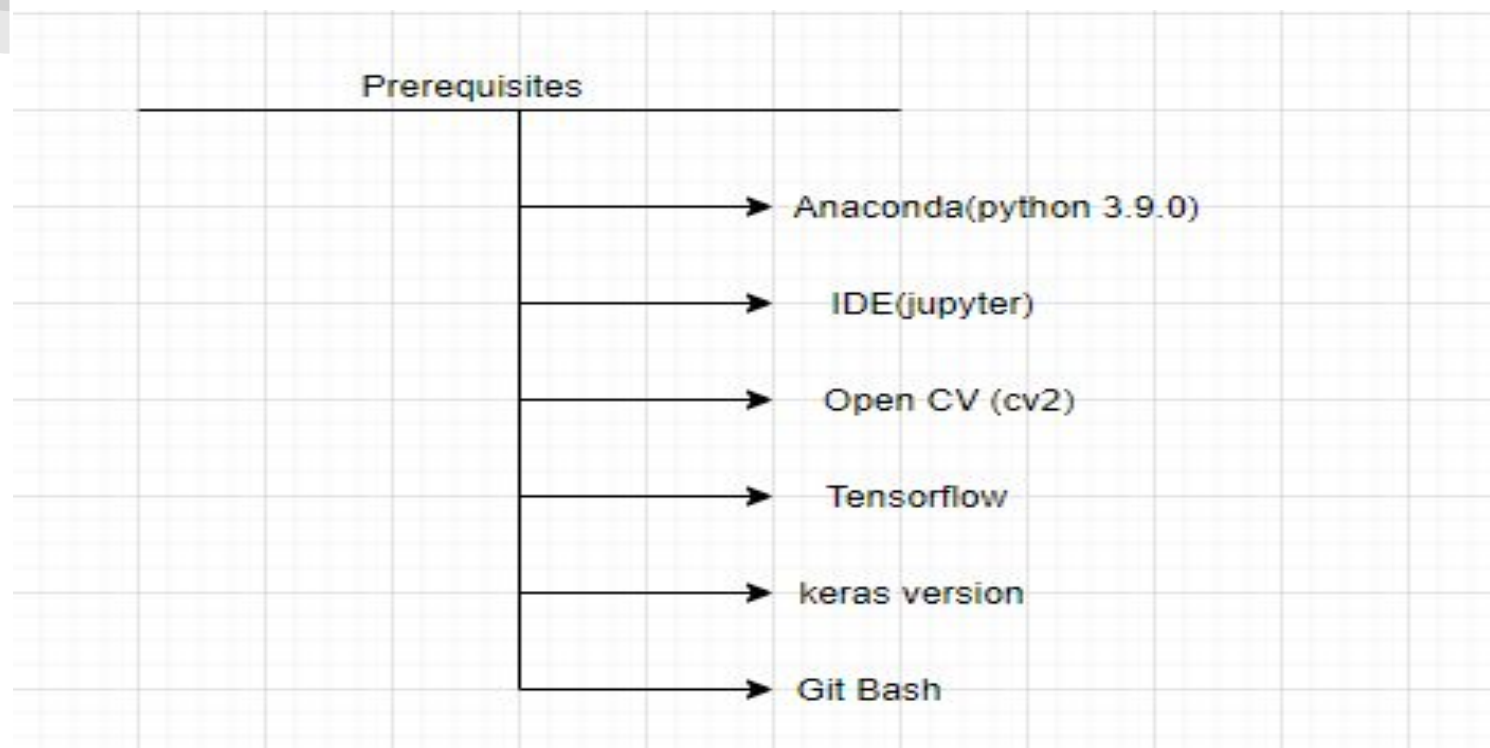 Prerequisites
Anaconda(python 3.9.0)
IDE(jupyter)
Open CV (cv2)
Tensorflow
keras version
Git Bash